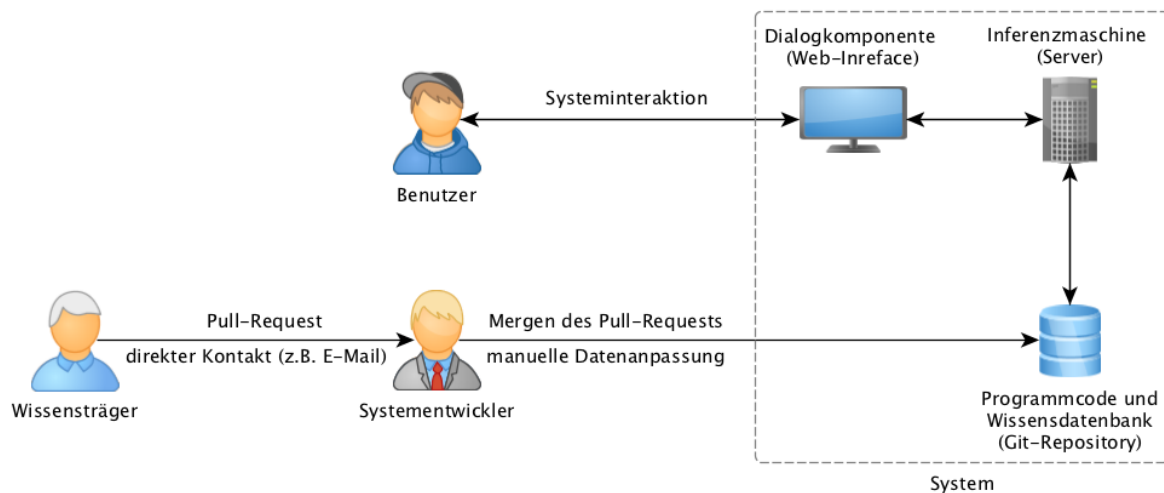 Dialogkomponente
(Web-Inreface)
Inferenzmaschine
(Server)
Systeminteraktion
Benutzer
Pull-Request
direkter Kontakt (z.B. E-Mail)
Mergen des Pull-Requests
manuelle Datenanpassung
Wissensträger
Systementwickler
Programmcode und
Wissensdatenbank
(Git-Repository)
System